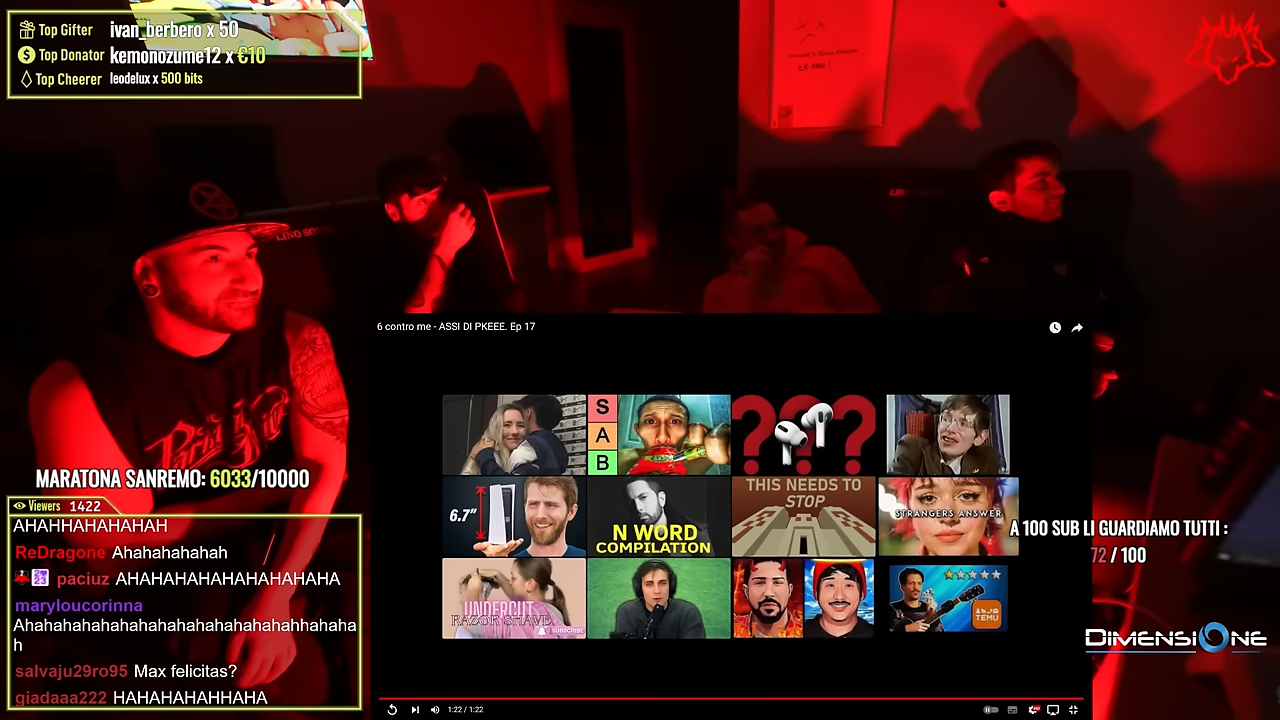 Top Gifter ivan_berbero x 50
Top Donator kemonozume12 x €10
Top Cheerer leodelux x 500 bits
MARATONA SANREMO: 6033/10000
Viewers 1422
AHAHHAHAHAHAH
ReDragone Ahahahahahah
paciuz AHAHAHAHAHAHAHAHAHA
maryloucorinna
Ahahahahahahahahahahahahahahhahaha
h
salvaju29ro95 Max felicitas?
giadaaa222 HAHAHAHAHHAHA
6 contro me - ASSI DI PKEEE. Ep 17
S
A
B
???
6.7"
N WORD
COMPILATION
THIS NEEDS TO
STOP
STRANGERS ANSWER
UNDERCUT
RAZOR SHAVE
SUBSCRIBE
TEMU
1:22 / 1:22
A 100 SUB LI GUARDIAMO TUTTI :
72 / 100
DIMENSIONE